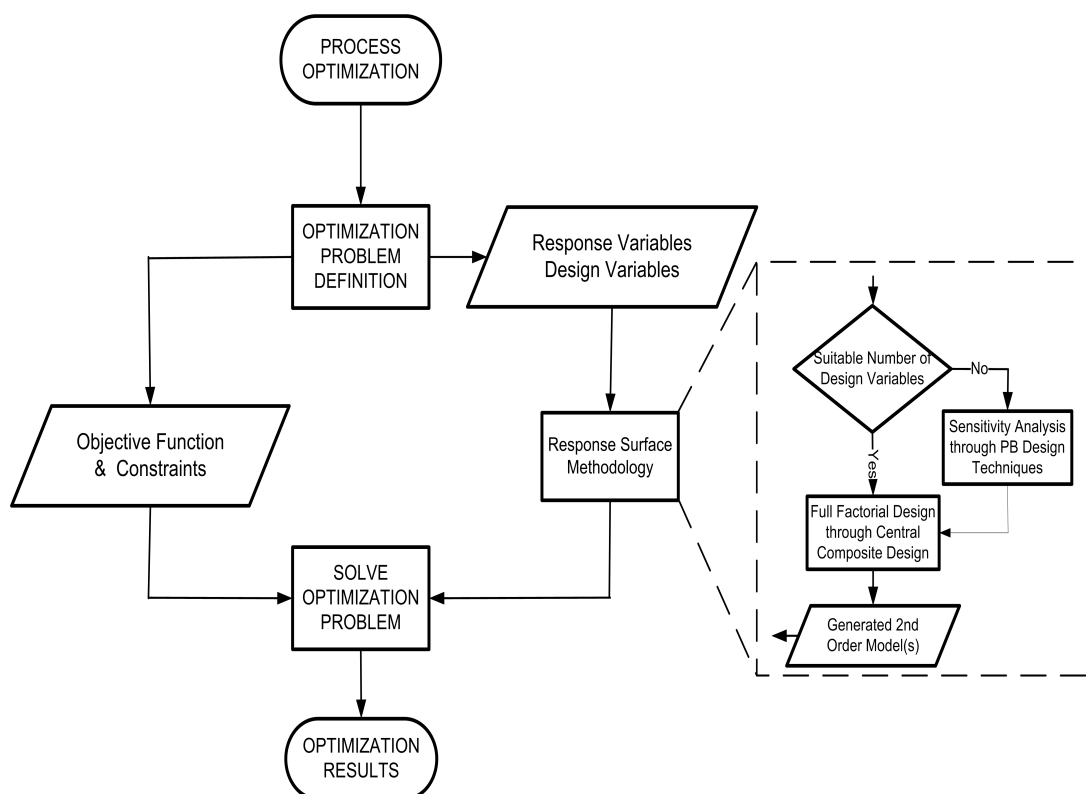 PROCESS
OPTIMIZATION
OPTIMIZATION
PROBLEM
DEFINITION
Response Variables
Design Variables
Objective Function
& Constraints
Response Surface
Methodology
SOLVE
OPTIMIZATION
PROBLEM
OPTIMIZATION
RESULTS
Suitable Number of
Design Variables
No
Sensitivity Analysis
through PB Design
Techniques
Yes
Full Factorial Design
through Central
Composite Design
Generated 2nd
Order Model(s)